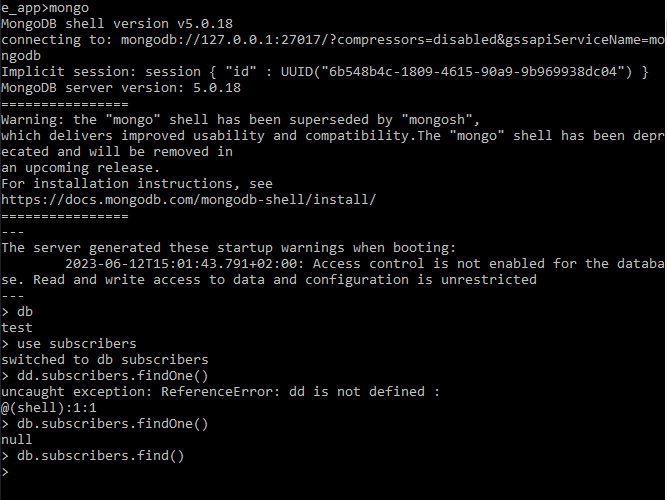 e_app>mongo
MongoDB shell version v5.0.18
connecting to: mongodb://127.0.0.1:27017/?compressors=disabled&gssapiServiceName=mo
ngodb
Implicit session: session { "id" : UUID("6b548b4c-1809-4615-90a9-9b969938dc04") }
MongoDB server version: 5.0.18
================
Warning: the "mongo" shell has been superseded by "mongosh",
which delivers improved usability and compatibility.The "mongo" shell has been depr
ecated and will be removed in
an upcoming release.
For installation instructions, see
https://docs.mongodb.com/mongodb-shell/install/
================
---
The server generated these startup warnings when booting:
        2023-06-12T15:01:43.791+02:00: Access control is not enabled for the databa
se. Read and write access to data and configuration is unrestricted
---
> db
test
> use subscribers
switched to db subscribers
> dd.subscribers.findOne()
uncaught exception: ReferenceError: dd is not defined :
@(shell):1:1
> db.subscribers.findOne()
null
> db.subscribers.find()
>